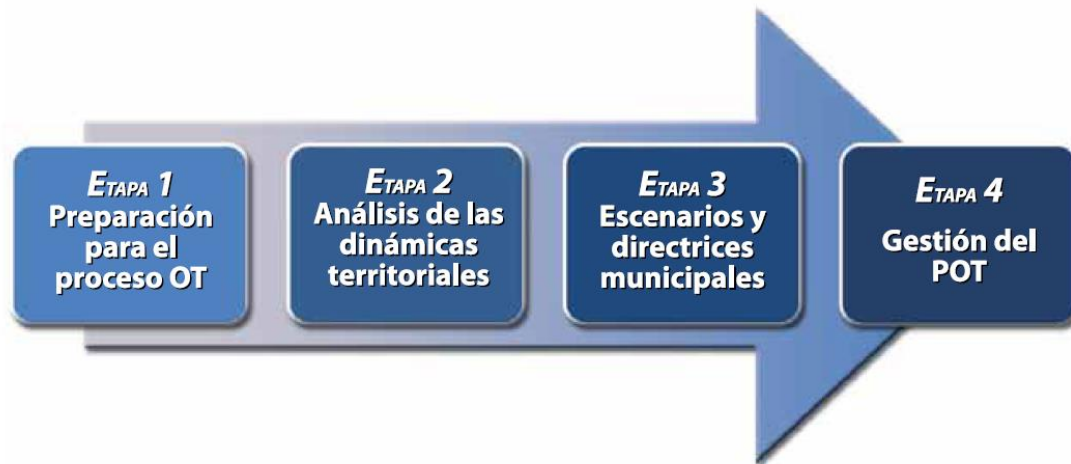 ETAPA 1
Preparación
para el
proceso OT
ETAPA 2
Análisis de las
dinámicas
territoriales
ETAPA 3
Escenarios y
directrices
municipales
ETAPA 4
Gestión del
POT